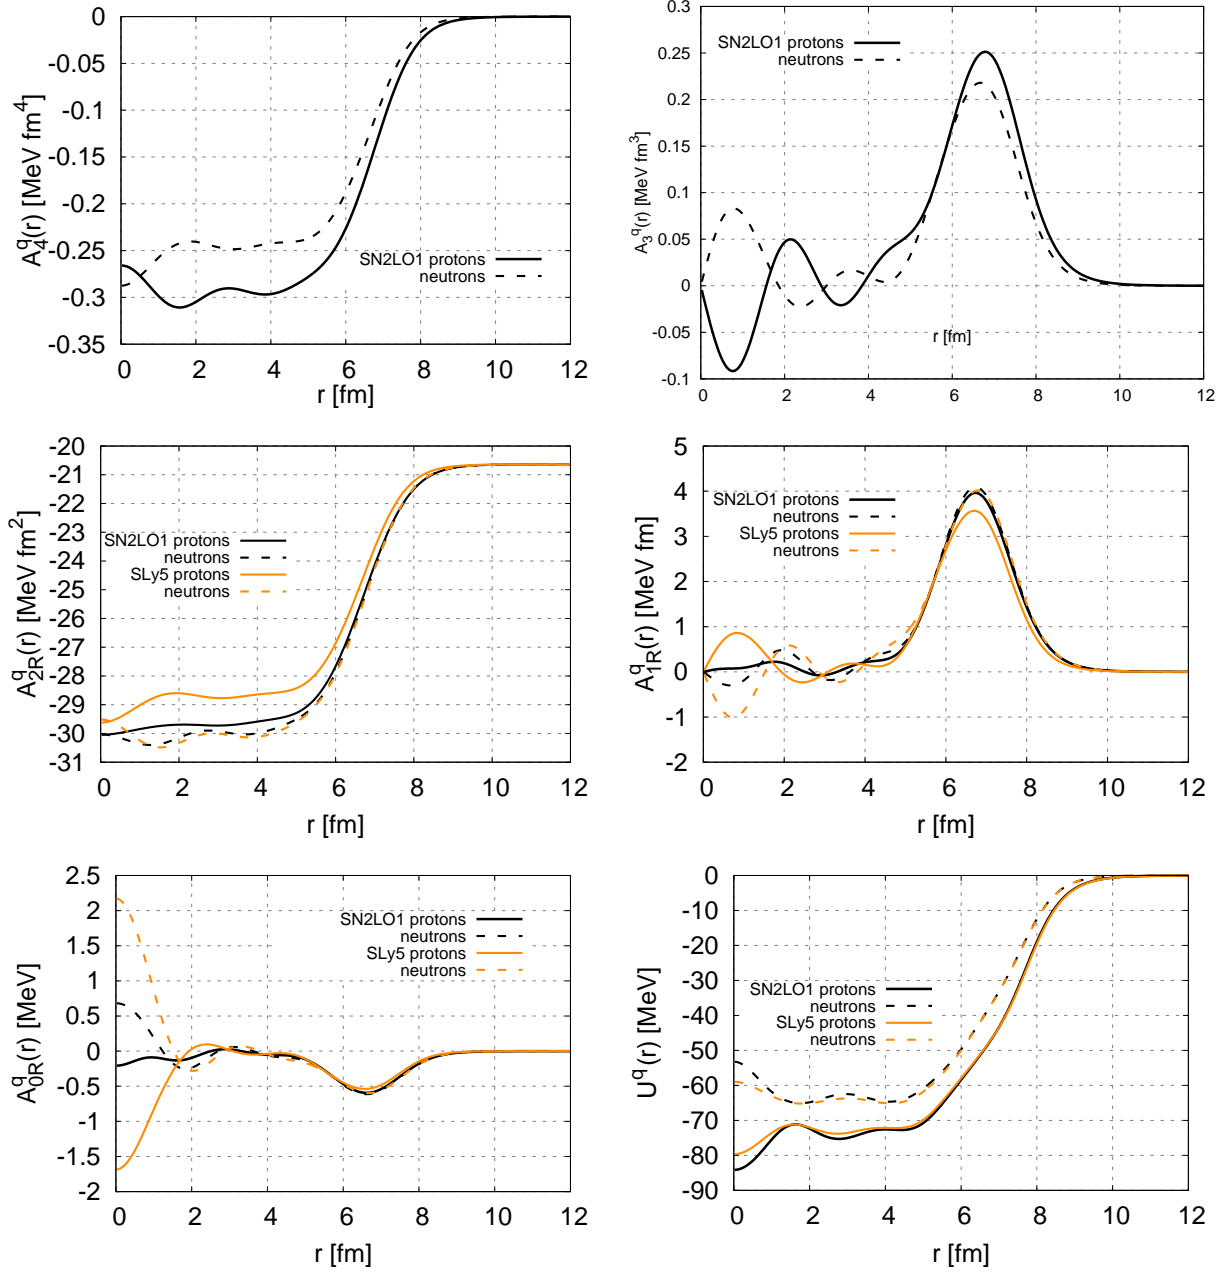 0
-0.05
-0.1
-0.15
-0.2
-0.25
-0.3
-0.35
A4q(r) [MeV fm4]
SN2LO1 protons
neutrons
0 2 4 6 8 10 12
r [fm]
0.3
0.25
0.2
0.15
0.1
0.05
0
-0.05
-0.1
A3q(r) [MeV fm3]
SN2LO1 protons
neutrons
r [fm]
0 2 4 6 8 10 12
-20
-21
-22
-23
-24
-25
-26
-27
-28
-29
-30
-31
A2Rq(r) [MeV fm2]
SN2LO1 protons
neutrons
SLy5 protons
neutrons
0 2 4 6 8 10 12
r [fm]
5
4
3
2
1
0
-1
-2
A1Rq(r) [MeV fm]
SN2LO1 protons
neutrons
SLy5 protons
neutrons
0 2 4 6 8 10 12
r [fm]
2.5
2
1.5
1
0.5
0
-0.5
-1
-1.5
-2
A0Rq(r) [MeV]
SN2LO1 protons
neutrons
SLy5 protons
neutrons
0 2 4 6 8 10 12
r [fm]
0
-10
-20
-30
-40
-50
-60
-70
-80
-90
Uq(r) [MeV]
SN2LO1 protons
neutrons
SLy5 protons
neutrons
0 2 4 6 8 10 12
r [fm]